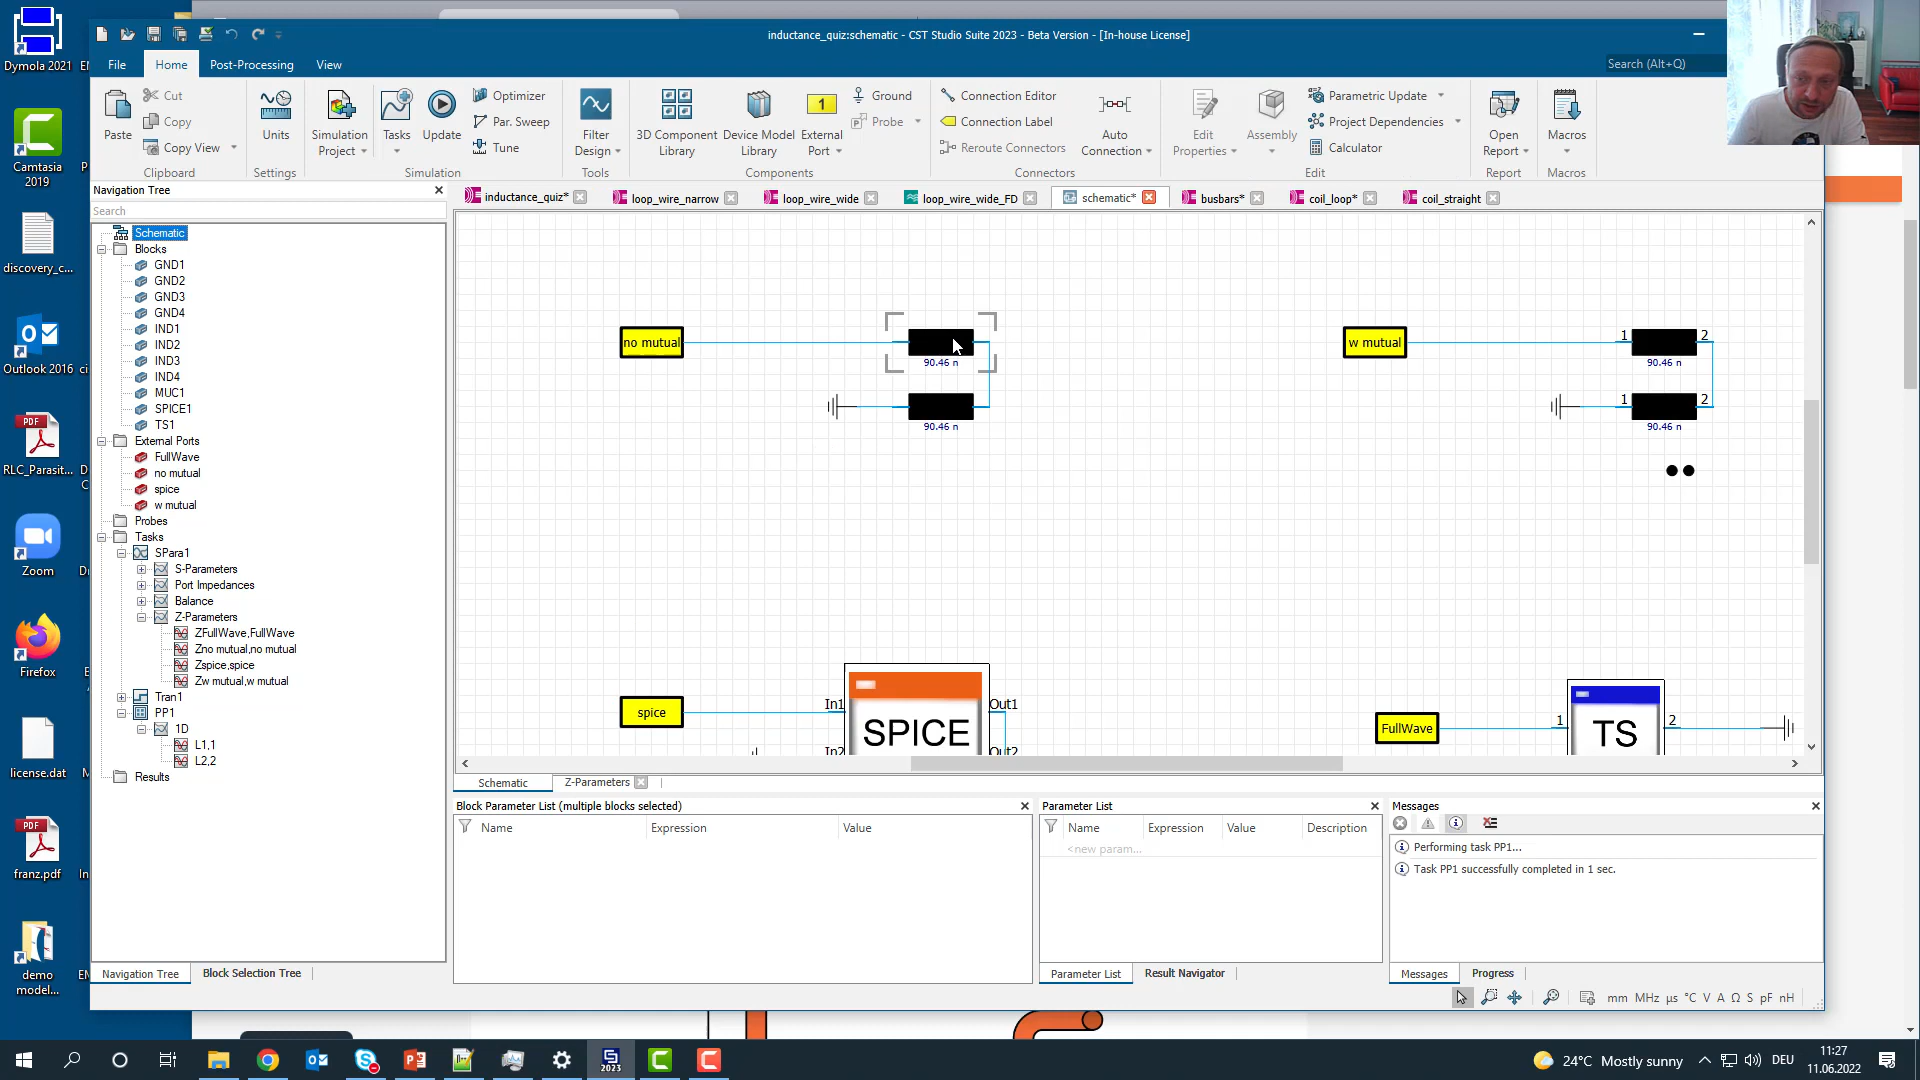 Dymola 2021
Camtasia 2019
discovery_c...
Outlook 2016
PDF
RLC_Parasit...
Zoom
Firefox
license.dat
PDF
franz.pdf
demo model...
inductance_quiz:schematic - CST Studio Suite 2023 - Beta Version - [In-house License]
File Home Post-Processing View
Search (Alt+Q)
Paste
Cut
Copy
Copy View
Clipboard
Units
Settings
Simulation Project
Tasks
Update
Optimizer
Par. Sweep
Tune
Simulation
Filter Design
Tools
3D Component Library
Device Model Library
1
External Port
Ground
Probe
Components
Connection Editor
Connection Label
Reroute Connectors
Auto Connection
Connectors
Edit Properties
Assembly
Parametric Update
Project Dependencies
Calculator
Edit
Open Report
Report
Macros
Macros
Navigation Tree
Search
Schematic
Blocks
GND1
GND2
GND3
GND4
IND1
IND2
IND3
IND4
MUC1
SPICE1
TS1
External Ports
FullWave
no mutual
spice
w mutual
Probes
Tasks
SPara1
S-Parameters
Port Impedances
Balance
Z-Parameters
ZFullWave,FullWave
Zno mutual,no mutual
Zspice,spice
Zw mutual,w mutual
Tran1
PP1
1D
L1,1
L2,2
Results
Navigation Tree Block Selection Tree
inductance_quiz* loop_wire_narrow loop_wire_wide loop_wire_wide_FD schematic* busbars* coil_loop* coil_straight
no mutual
90.46 n
90.46 n
w mutual
1 2
90.46 n
1 2
90.46 n
spice
In1 Out1
SPICE
In2 Out2
FullWave
1 2
TS
Schematic Z-Parameters
Block Parameter List (multiple blocks selected)
Name Expression Value
Parameter List
Name Expression Value Description
<new param...
Parameter List Result Navigator
Messages
Performing task PP1...
Task PP1 successfully completed in 1 sec.
Messages Progress
mm MHz µs °C V A Ω S pF nH
2023
24°C Mostly sunny
DEU
11:27
11.06.2022